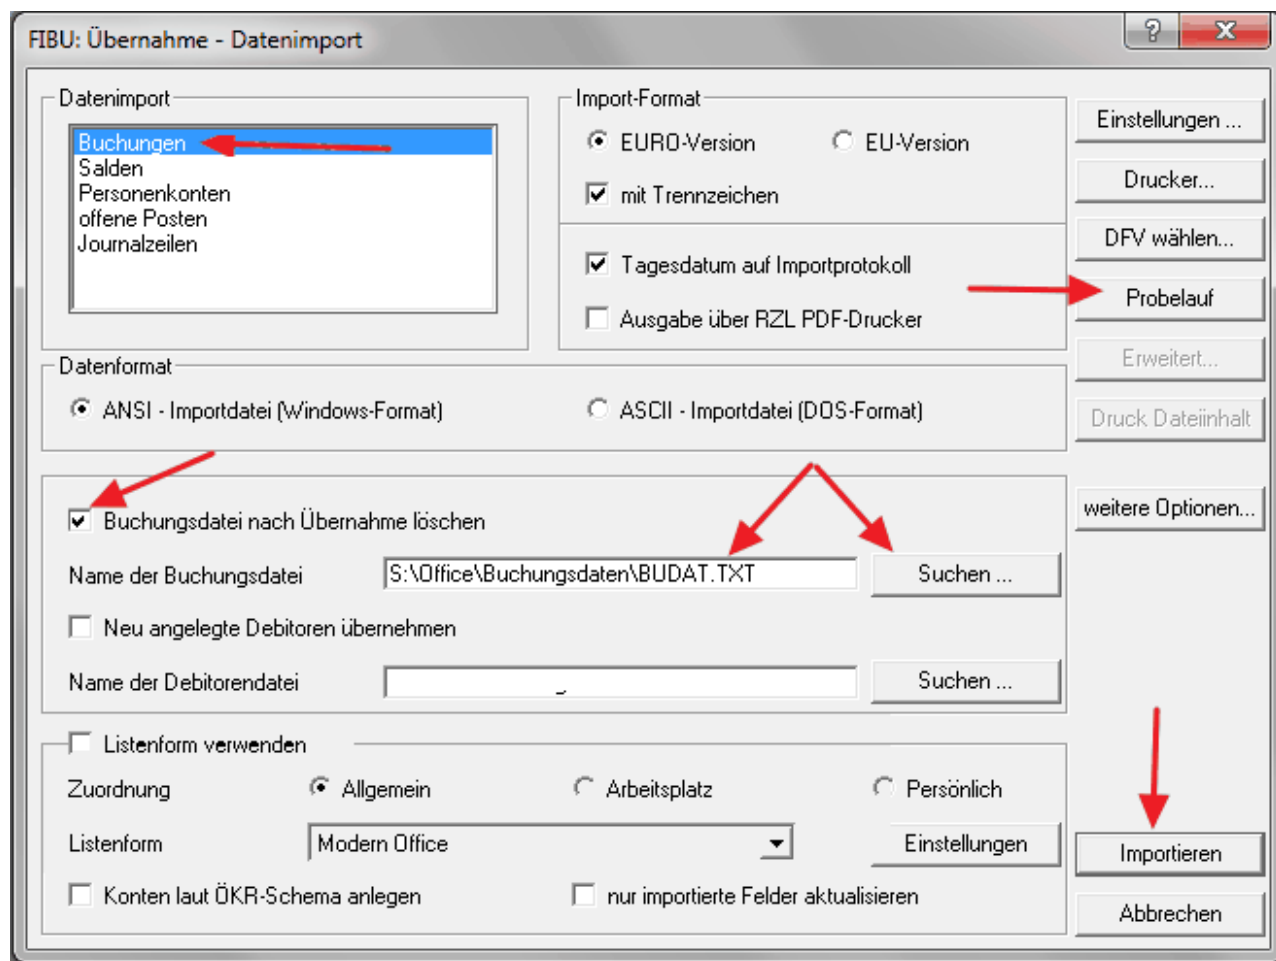 FIBU: Übernahme - Datenimport
Datenimport
Buchungen
Salden
Personenkonten
offene Posten
Journalzeilen
Import-Format
EURO-Version EU-Version
mit Trennzeichen
Tagesdatum auf Importprotokoll
Ausgabe über RZL PDF-Drucker
Einstellungen ...
Drucker...
DFV wählen...
Probelauf
Erweitert...
Druck Dateiinhalt
weitere Optionen...
Datenformat
ANSI - Importdatei (Windows-Format) ASCII - Importdatei (DOS-Format)
Buchungsdatei nach Übernahme löschen
Name der Buchungsdatei S:\Office\Buchungsdaten\BUDAT.TXT Suchen ...
Neu angelegte Debitoren übernehmen
Name der Debitorendatei Suchen ...
Listenform verwenden
Zuordnung Allgemein Arbeitsplatz Persönlich
Listenform Modern Office Einstellungen
Konten laut ÖKR-Schema anlegen nur importierte Felder aktualisieren
Importieren
Abbrechen